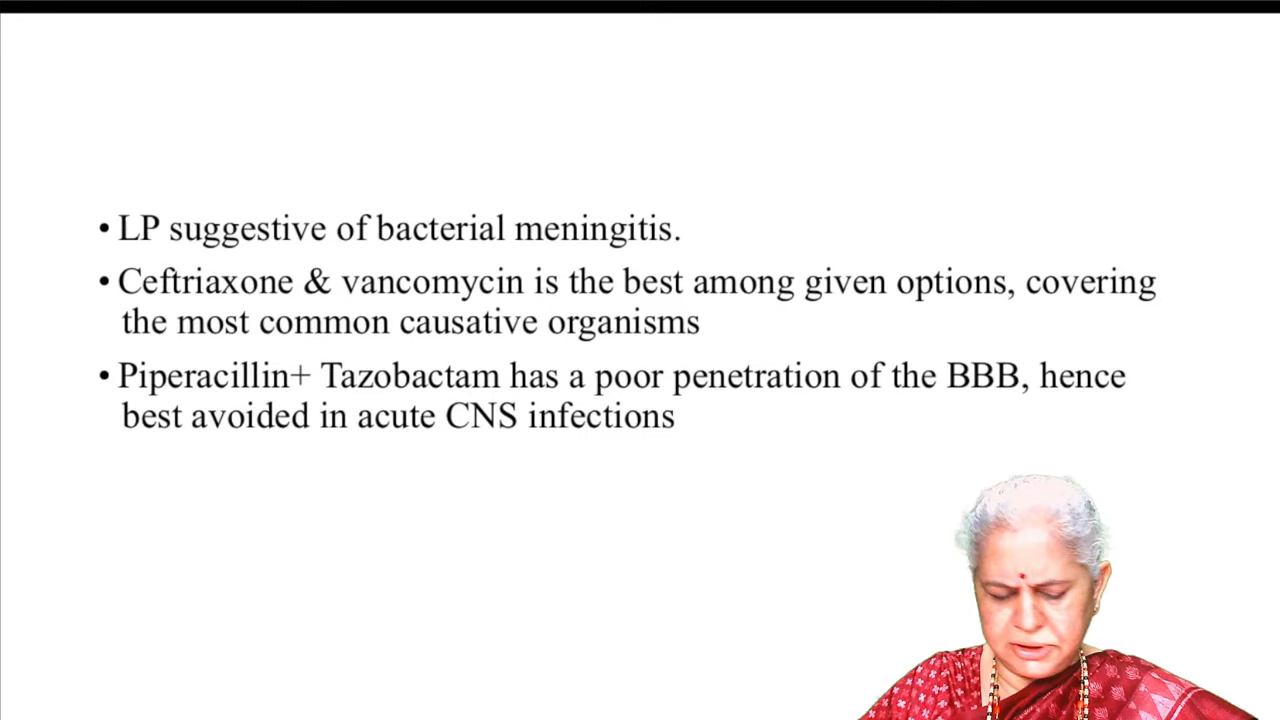 • LP suggestive of bacterial meningitis.
• Ceftriaxone & vancomycin is the best among given options, covering
the most common causative organisms
• Piperacillin+ Tazobactam has a poor penetration of the BBB, hence
best avoided in acute CNS infections